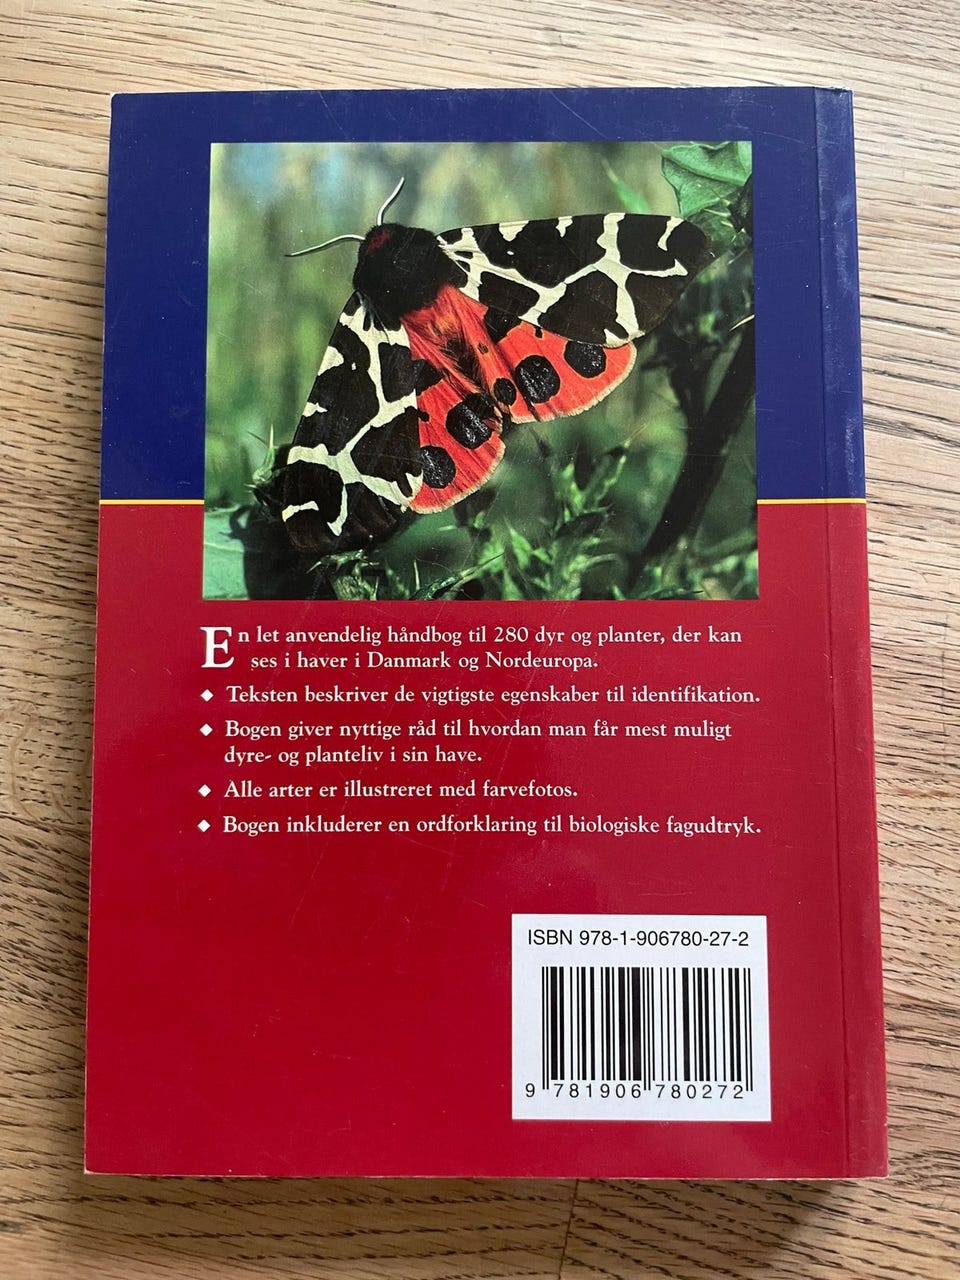 En let anvendelig håndbog til 280 dyr og planter, der kan
ses i haver i Danmark og Nordeuropa.
◆ Teksten beskriver de vigtigste egenskaber til identifikation.
◆ Bogen giver nyttige råd til hvordan man får mest muligt
dyre- og planteliv i sin have.
◆ Alle arter er illustreret med farvefotos.
◆ Bogen inkluderer en ordforklaring til biologiske fagudtryk.
ISBN 978-1-906780-27-2
9 781906 780272